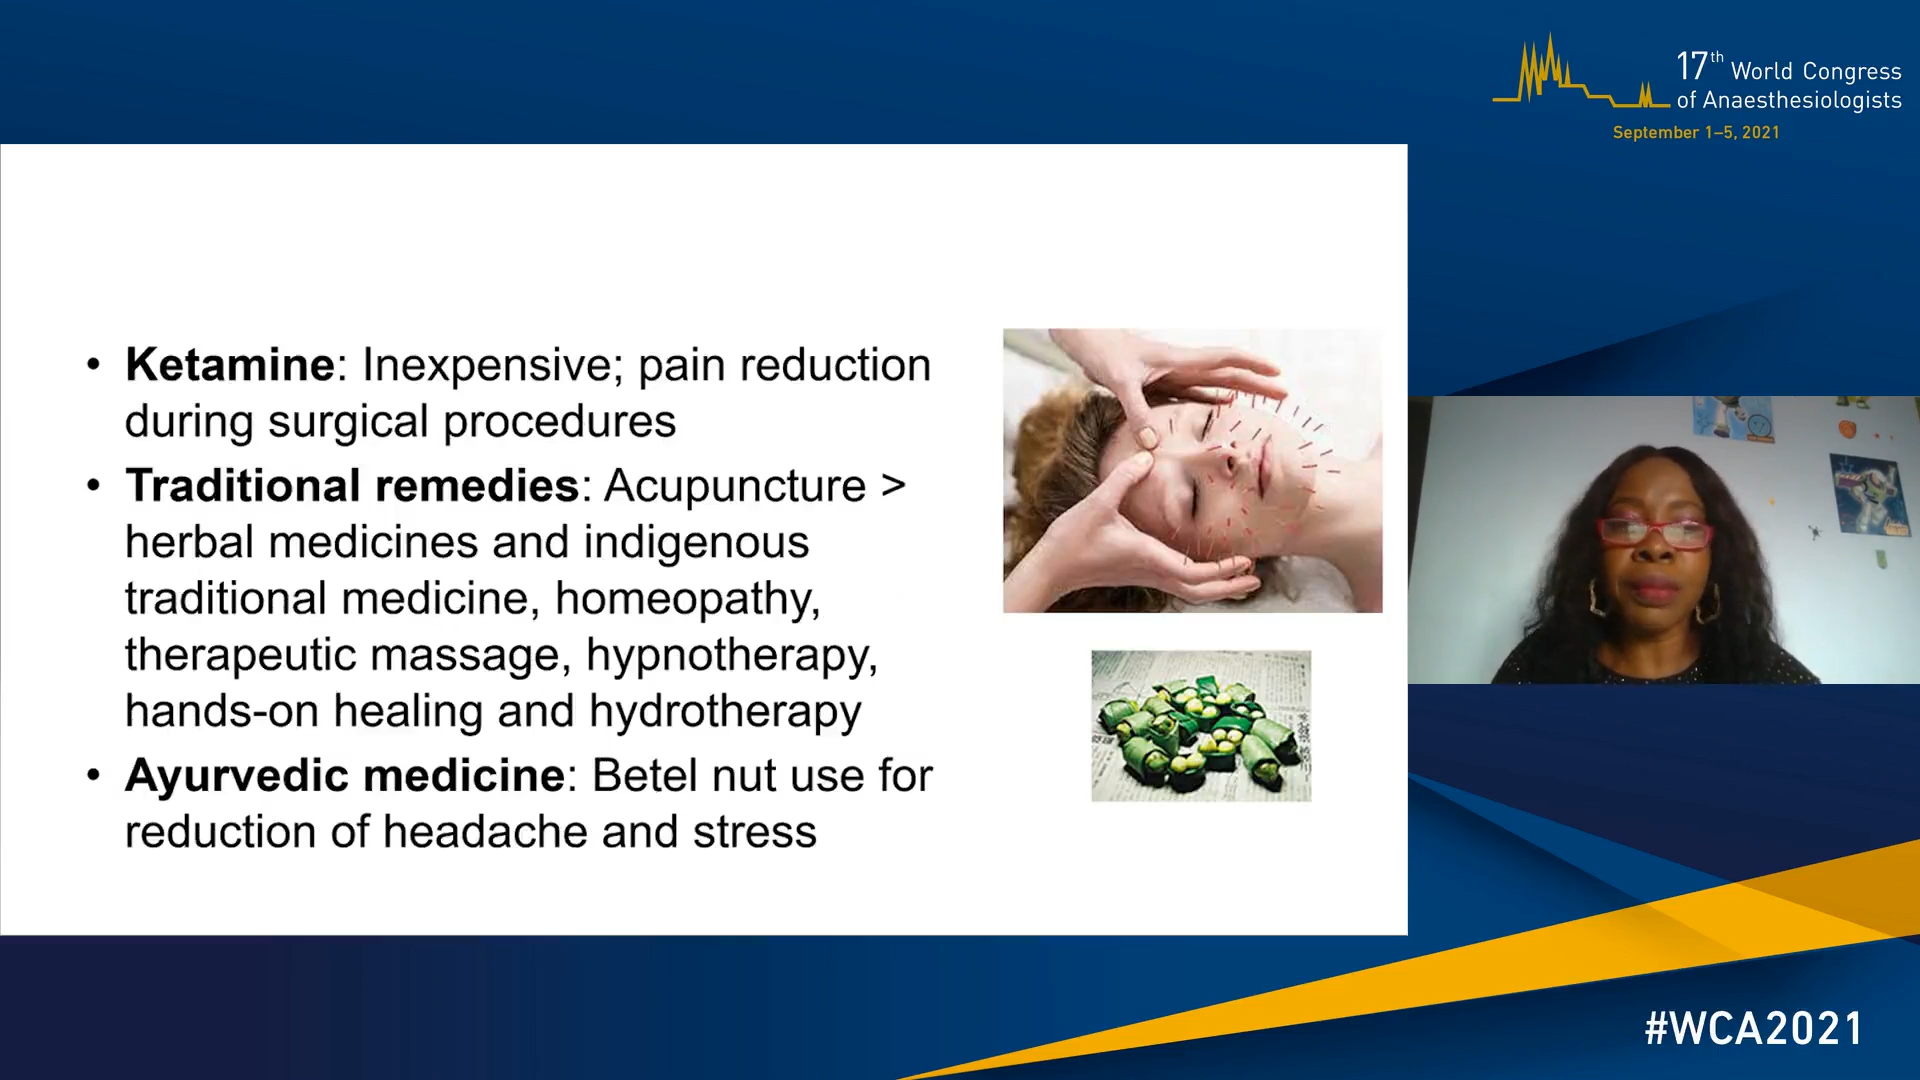 17th World Congress
of Anaesthesiologists
September 1–5, 2021
• Ketamine: Inexpensive; pain reduction
during surgical procedures
• Traditional remedies: Acupuncture >
herbal medicines and indigenous
traditional medicine, homeopathy,
therapeutic massage, hypnotherapy,
hands-on healing and hydrotherapy
• Ayurvedic medicine: Betel nut use for
reduction of headache and stress
#WCA2021